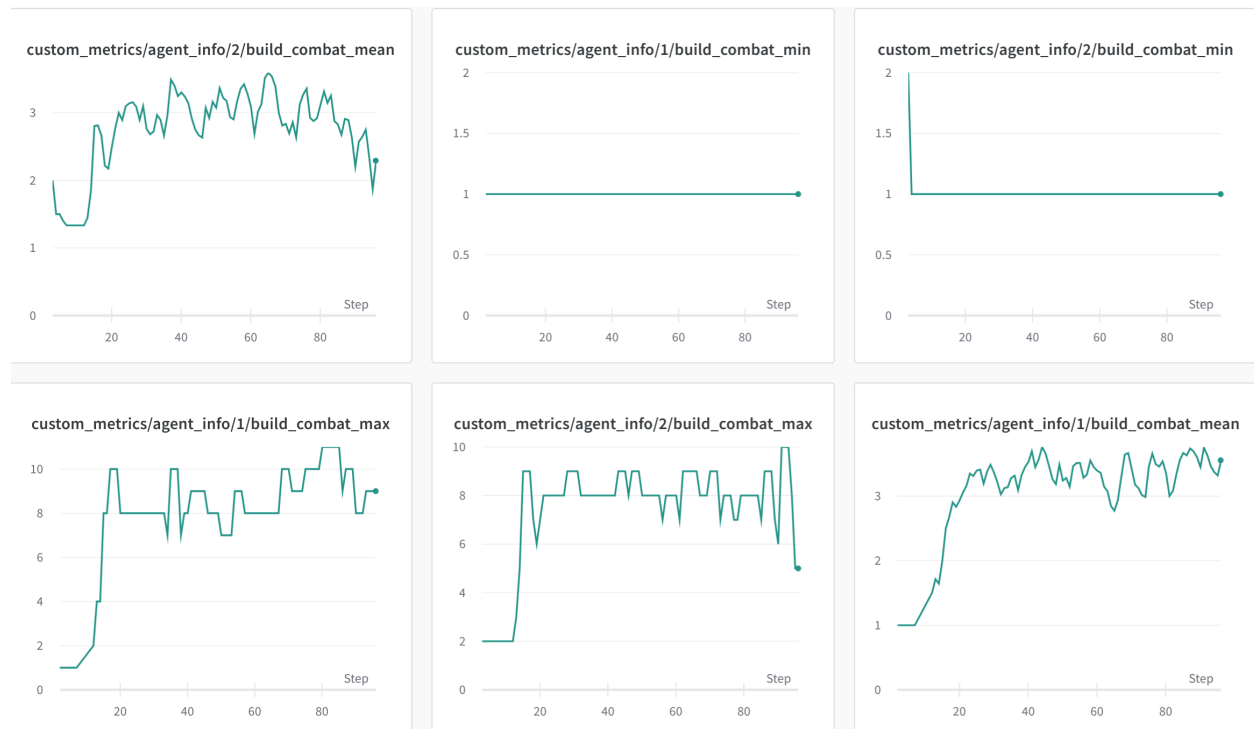 custom_metrics/agent_info/2/build_combat_mean
3
2
1
0
Step
20 40 60 80
custom_metrics/agent_info/1/build_combat_min
2
1.5
1
0.5
0
Step
20 40 60 80
custom_metrics/agent_info/2/build_combat_min
2
1.5
1
0.5
0
Step
20 40 60 80
custom_metrics/agent_info/1/build_combat_max
10
8
6
4
2
0
Step
20 40 60 80
custom_metrics/agent_info/2/build_combat_max
10
8
6
4
2
0
Step
20 40 60 80
custom_metrics/agent_info/1/build_combat_mean
3
2
1
0
Step
20 40 60 80